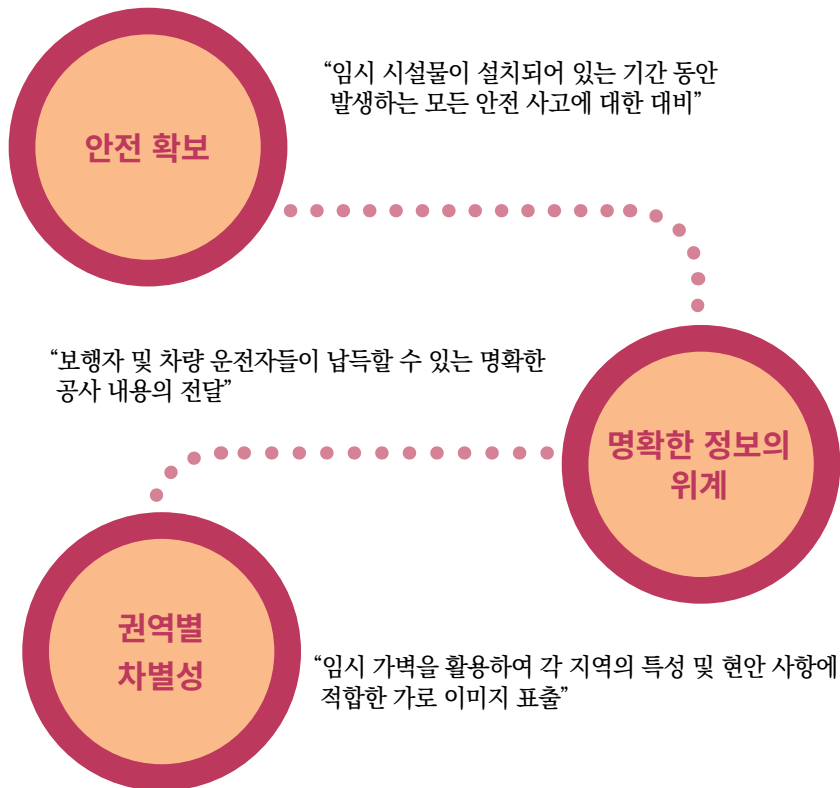 안전 확보
“임시 시설물이 설치되어 있는 기간 동안
발생하는 모든 안전 사고에 대한 대비”
“보행자 및 차량 운전자들이 납득할 수 있는 명확한
공사 내용의 전달”
명확한 정보의
위계
권역별
차별성
“임시 가벽을 활용하여 각 지역의 특성 및 현안 사항에
적합한 가로 이미지 표출”